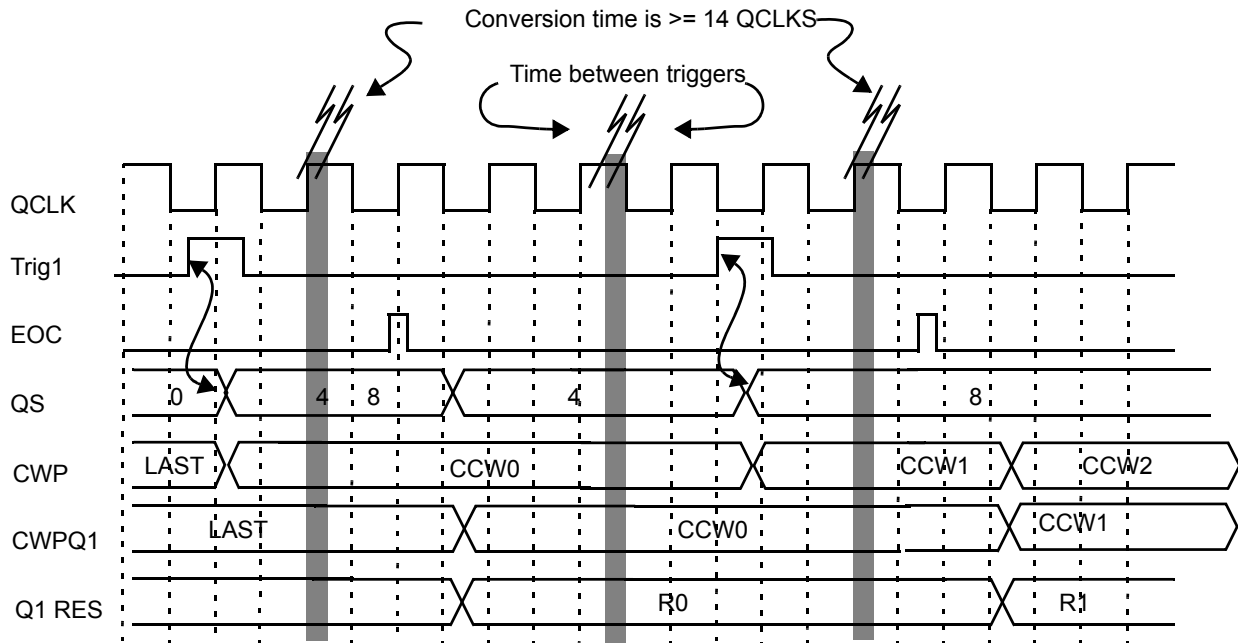 Conversion time is >= 14 QCLKS
Time between triggers
QCLK
Trig1
EOC
QS 0 4 8 4 8
CWP LAST CCW0 CCW1 CCW2
CWPQ1 LAST CCW0 CCW1
Q1 RES R0 R1